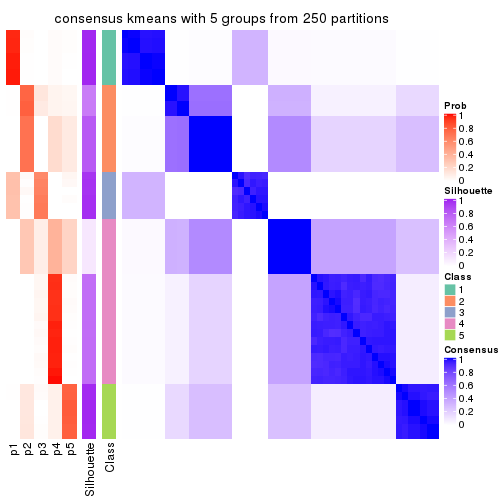 consensus kmeans with 5 groups from 250 partitions
Prob
1
0.8
0.6
0.4
0.2
0
Silhouette
1
0.8
0.6
0.4
0.2
0
Class
1
2
3
4
5
Consensus
1
0.8
0.6
0.4
0.2
0
p1
p2
p3
p4
p5
Silhouette
Class